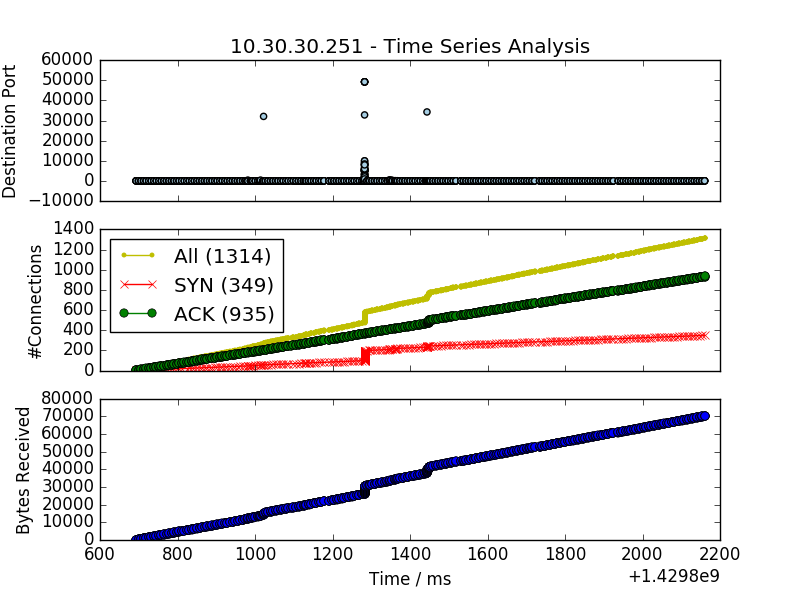 10.30.30.251 - Time Series Analysis
60000
50000
40000
30000
20000
10000
0
−10000
Destination Port
1400
1200
1000
800
600
400
200
0
#Connections
All (1314)
SYN (349)
ACK (935)
80000
70000
60000
50000
40000
30000
20000
10000
0
Bytes Received
600 800 1000 1200 1400 1600 1800 2000 2200
Time / ms
+1.4298e9